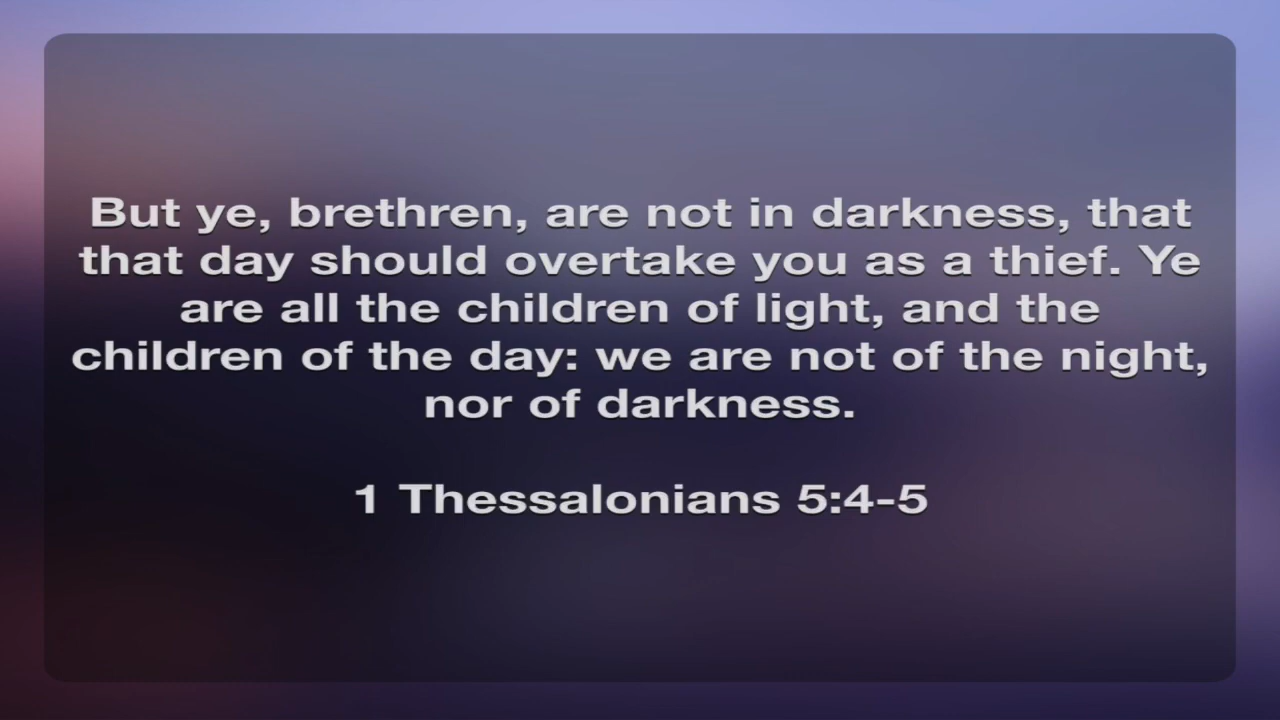 But ye, brethren, are not in darkness, that
that day should overtake you as a thief. Ye
are all the children of light, and the
children of the day: we are not of the night,
nor of darkness.
1 Thessalonians 5:4-5